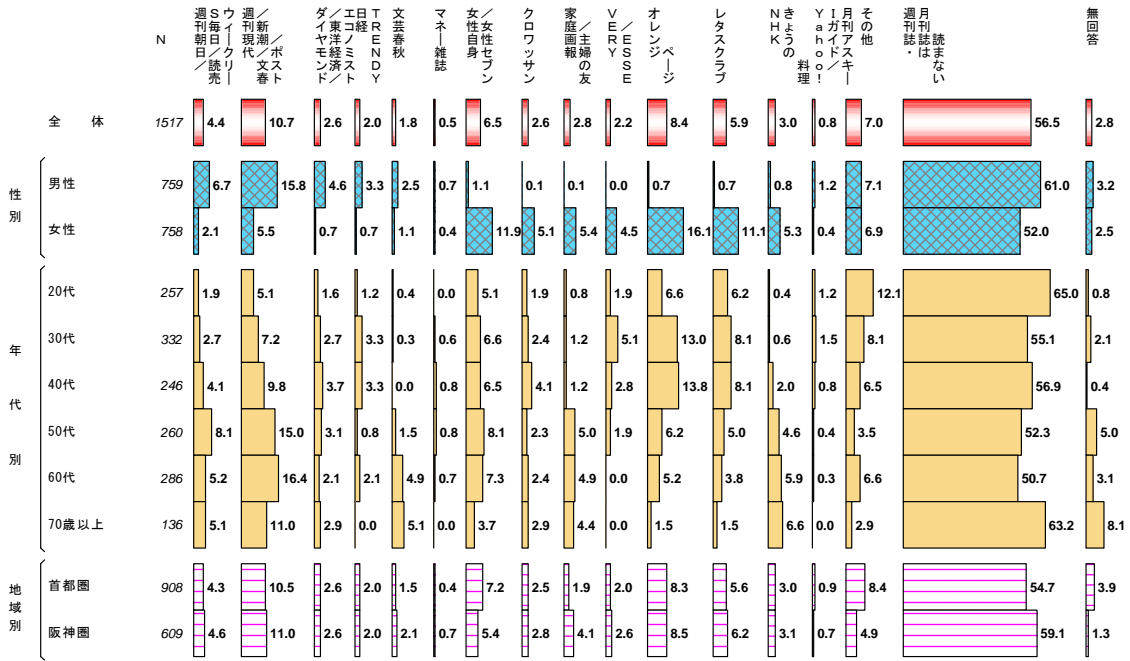 N
週刊朝日／
S毎日／読売
ウィークリー
週刊現代
／新潮／文春
／ポスト
ダイヤモンド
／東洋経済／
エコノミスト
日経
TRENDY
文芸春秋
マネー雑誌
女性自身
／女性セブン
クロワッサン
家庭画報
／主婦の友
VERY
／ESSE
オレンジ
ページ
レタスクラブ
NHK
きょうの
料理
Yahoo!
Iガイド／
月刊アスキー
その他
週刊誌・
月刊誌は
読まない
無回答
全体 1517 4.4 10.7 2.6 2.0 1.8 0.5 6.5 2.6 2.8 2.2 8.4 5.9 3.0 0.8 7.0 56.5 2.8
性別
男性 759 6.7 15.8 4.6 3.3 2.5 0.7 1.1 0.1 0.1 0.0 0.7 0.7 0.8 1.2 7.1 61.0 3.2
女性 758 2.1 5.5 0.7 0.7 1.1 0.4 11.9 5.1 5.4 4.5 16.1 11.1 5.3 0.4 6.9 52.0 2.5
年代別
20代 257 1.9 5.1 1.6 1.2 0.4 0.0 5.1 1.9 0.8 1.9 6.6 6.2 0.4 1.2 12.1 65.0 0.8
30代 332 2.7 7.2 2.7 3.3 0.3 0.6 6.6 2.4 1.2 5.1 13.0 8.1 0.6 1.5 8.1 55.1 2.1
40代 246 4.1 9.8 3.7 3.3 0.0 0.8 6.5 4.1 1.2 2.8 13.8 8.1 2.0 0.8 6.5 56.9 0.4
50代 260 8.1 15.0 3.1 0.8 1.5 0.8 8.1 2.3 5.0 1.9 6.2 5.0 4.6 0.4 3.5 52.3 5.0
60代 286 5.2 16.4 2.1 2.1 4.9 0.7 7.3 2.4 4.9 0.0 5.2 3.8 5.9 0.3 6.6 50.7 3.1
70歳以上 136 5.1 11.0 2.9 0.0 5.1 0.0 3.7 2.9 4.4 0.0 1.5 1.5 6.6 0.0 2.9 63.2 8.1
地域別
首都圏 908 4.3 10.5 2.6 2.0 1.5 0.4 7.2 2.5 1.9 2.0 8.3 5.6 3.0 0.9 8.4 54.7 3.9
阪神圏 609 4.6 11.0 2.6 2.0 2.1 0.7 5.4 2.8 4.1 2.6 8.5 6.2 3.1 0.7 4.9 59.1 1.3